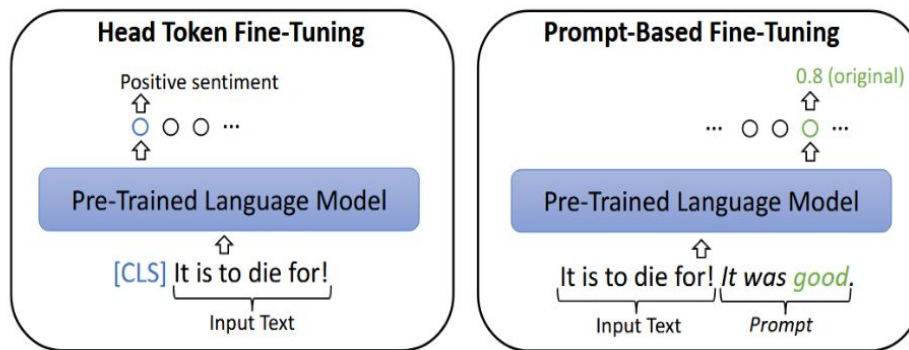 Head Token Fine-Tuning
Positive sentiment
...
Pre-Trained Language Model
[CLS] It is to die for!
Input Text
Prompt-Based Fine-Tuning
0.8 (original)
... ...
Pre-Trained Language Model
It is to die for! It was good.
Input Text Prompt